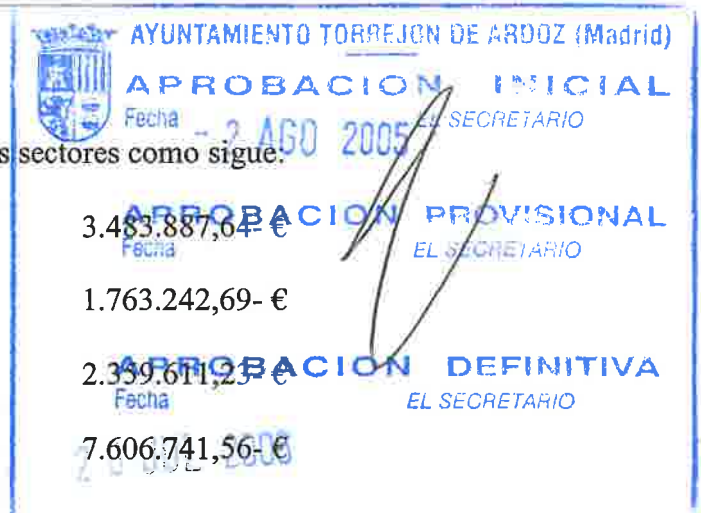 AYUNTAMIENTO TORREJON DE ARDOZ (Madrid)
APROBACION INICIAL
Fecha EL SECRETARIO
- 2 AGO 2005
s sectores como sigue:
APROBACION PROVISIONAL
3.483.887,64- €
Fecha EL SECRETARIO
1.763.242,69- €
APROBACION DEFINITIVA
2.359.611,23- €
Fecha EL SECRETARIO
7.606.741,56- €